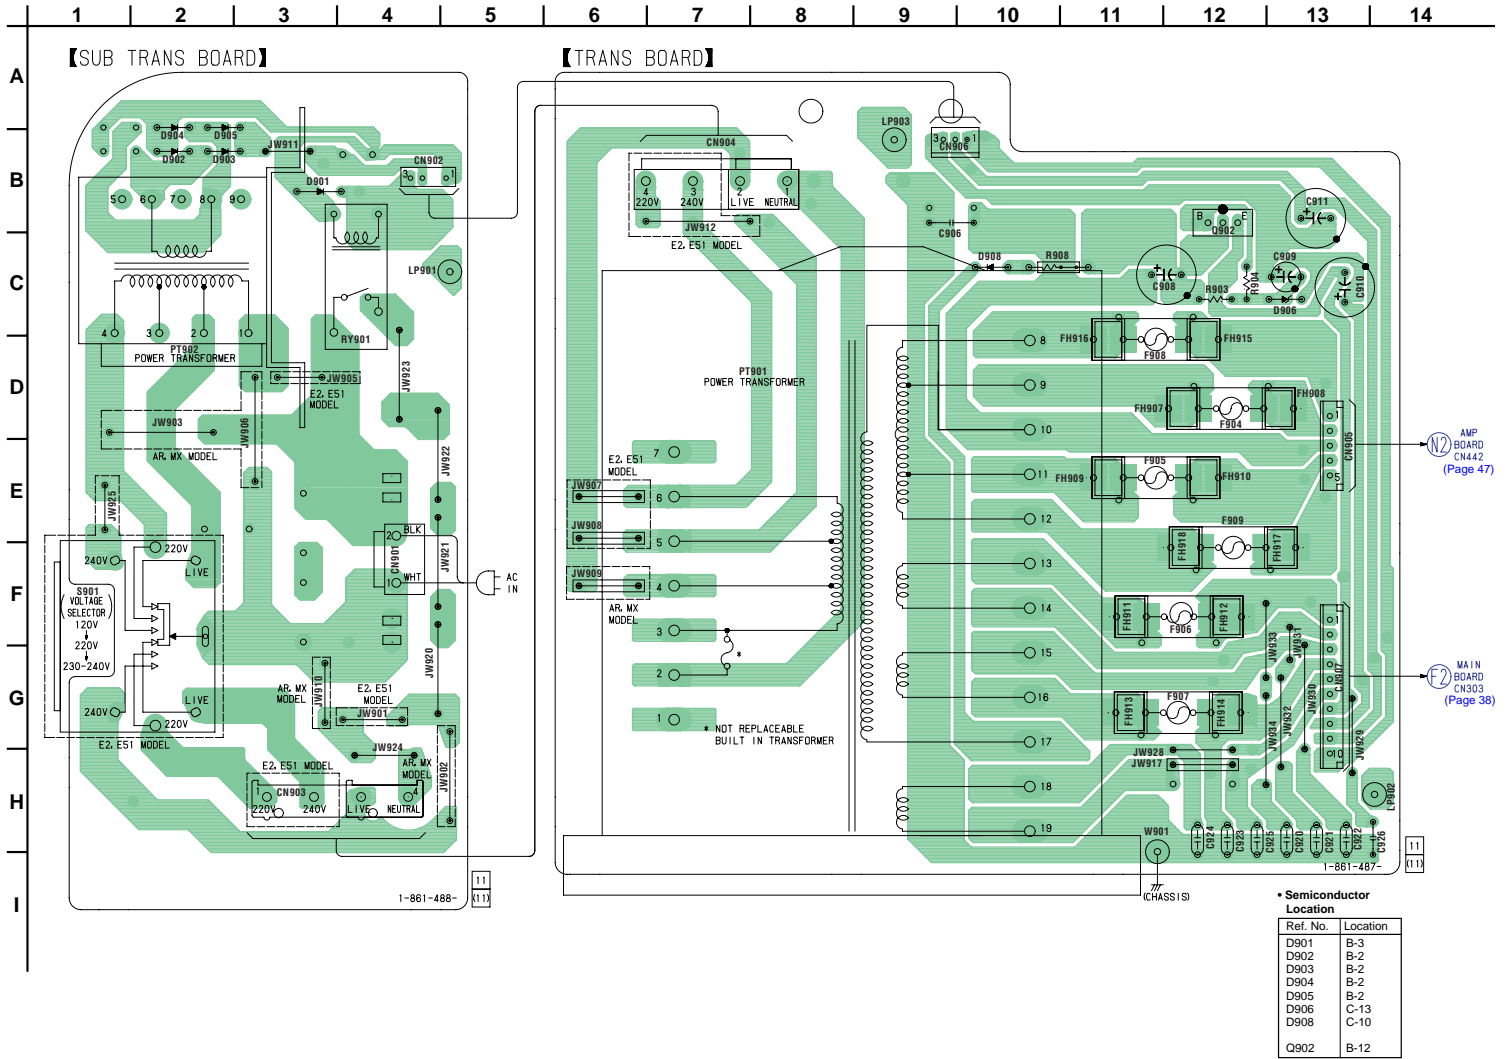 1 2 3 4 5 6 7 8 9 10 11 12 13 14
A
B
C
D
E
F
G
H
I
【SUB TRANS BOARD】
D904 D905
D902 D903
JW911
CN902
3 1
D901
5 6 7 8 9
LP901
4 3 2 1
RY901
PT902
POWER TRANSFORMER
JW905
E2, E51
MODEL
JW923
JW903
JW906
AR, MX MODEL
JW922
JW925
2 BLK
CN901
JW921
1 WHT
AC
IN
220V
240V
LIVE
S901
VOLTAGE
SELECTOR
120V
220V
230-240V
JW920
AR, MX
MODEL
JW910
E2, E51
MODEL
JW901
LIVE
240V
220V
E2, E51 MODEL
JW924
E2, E51 MODEL
AR, MX
MODEL
JW902
1 CN903 4
220V 240V LIVE NEUTRAL
1-861-488-
11
(11)
【TRANS BOARD】
LP903
CN904
CN906
3 1
4 3 2 1
220V 240V LIVE NEUTRAL
JW912
E2, E51 MODEL
C906
C911
B E
Q902
D908 R908
C908
C909
R904
R903
D906
C910
FH916 F908 FH915
PT901
POWER TRANSFORMER
8
9
10
11
12
13
14
15
16
17
18
19
FH907 F904 FH908
1
CN905
5
N2
AMP
BOARD
CN442
(Page 47)
E2, E51
MODEL
7
6
5
4
3
2
1
JW907
JW908
JW909
AR, MX
MODEL
FH909 F905 FH910
F909
FH918 FH917
FH911 F906 FH912
JW933
JW931
1
CN907
10
F2
MAIN
BOARD
CN303
(Page 38)
*
* NOT REPLACEABLE
BUILT IN TRANSFORMER
FH913 F907 FH914
JW934
JW932
JW930
JW929
JW928
JW917
LP902
W901
C924 C923 C925 C920 C921 C922 C926
(CHASSIS)
1-861-487-
11
(11)
• Semiconductor
Location
Ref. No. Location
D901 B-3
D902 B-2
D903 B-2
D904 B-2
D905 B-2
D906 C-13
D908 C-10
Q902 B-12